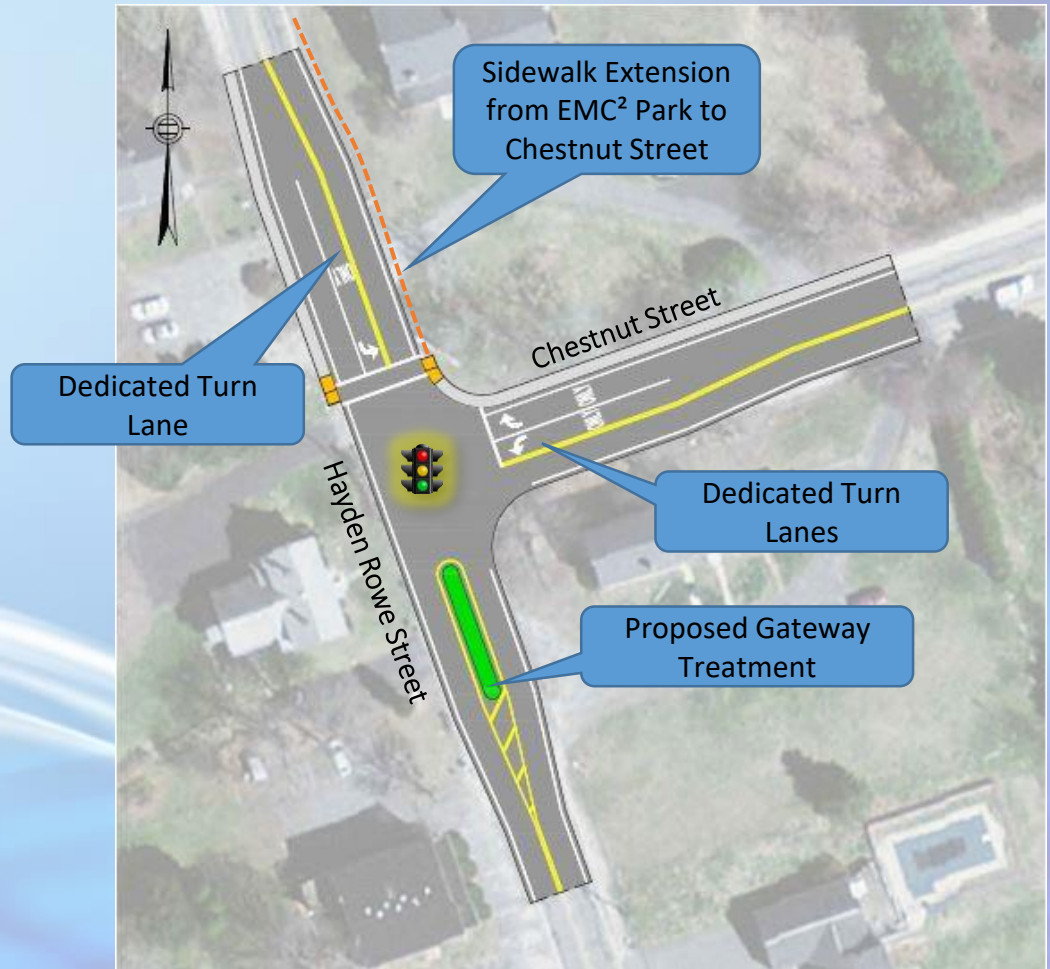 Sidewalk Extension
from EMC² Park to
Chestnut Street
Chestnut Street
Dedicated Turn
Lane
Dedicated Turn
Lanes
Hayden Rowe Street
Proposed Gateway
Treatment